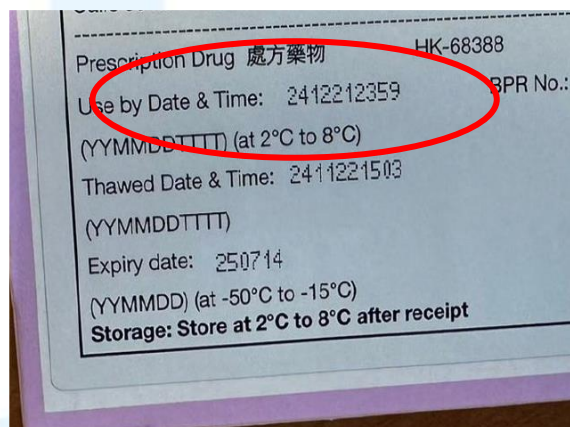 Prescription Drug 處方藥物 HK-68388
Use by Date & Time: 2412212359 BPR No.:
(YYMMDDTTTT) (at 2°C to 8°C)
Thawed Date & Time: 2411221503
(YYMMDDTTTT)
Expiry date: 250714
(YYMMDD) (at -50°C to -15°C)
Storage: Store at 2°C to 8°C after receipt